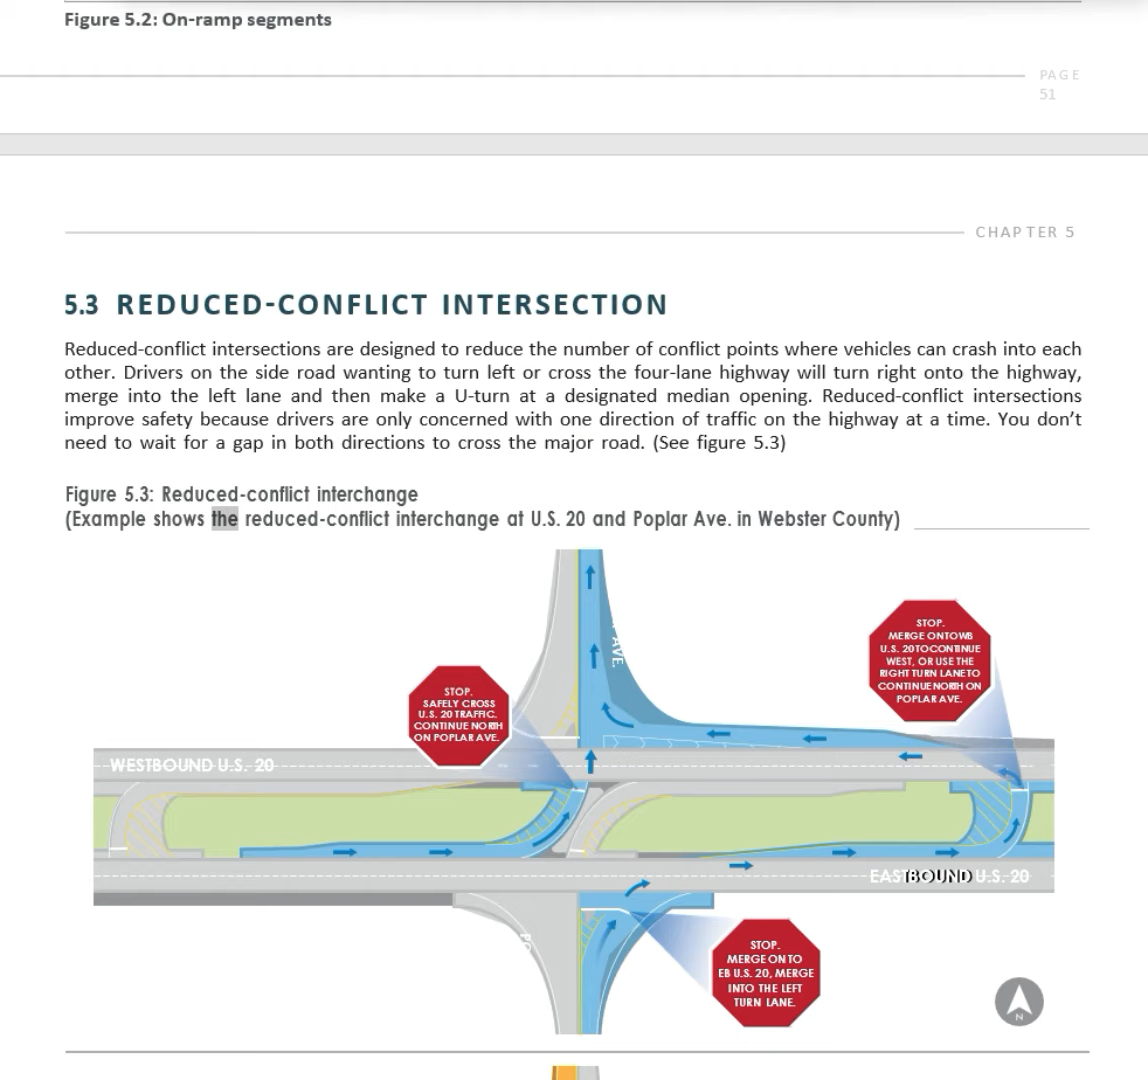 Figure 5.2: On-ramp segments
PAGE
51
CHAPTER 5
5.3 REDUCED-CONFLICT INTERSECTION
Reduced-conflict intersections are designed to reduce the number of conflict points where vehicles can crash into each
other. Drivers on the side road wanting to turn left or cross the four-lane highway will turn right onto the highway,
merge into the left lane and then make a U-turn at a designated median opening. Reduced-conflict intersections
improve safety because drivers are only concerned with one direction of traffic on the highway at a time. You don’t
need to wait for a gap in both directions to cross the major road. (See figure 5.3)
Figure 5.3: Reduced-conflict interchange
(Example shows the reduced-conflict interchange at U.S. 20 and Poplar Ave. in Webster County)
STOP.
MERGE ONTO WB
U.S. 20 TO CONTINUE
WEST, OR USE THE
RIGHT TURN LANE TO
CONTINUE NORTH ON
POPLAR AVE.
AVE.
STOP.
SAFELY CROSS
U.S. 20 TRAFFIC.
CONTINUE NORTH
ON POPLAR AVE.
WESTBOUND U.S. 20
EASTBOUND U.S. 20
STOP.
MERGE ON TO
EB U.S. 20, MERGE
INTO THE LEFT
TURN LANE.
N